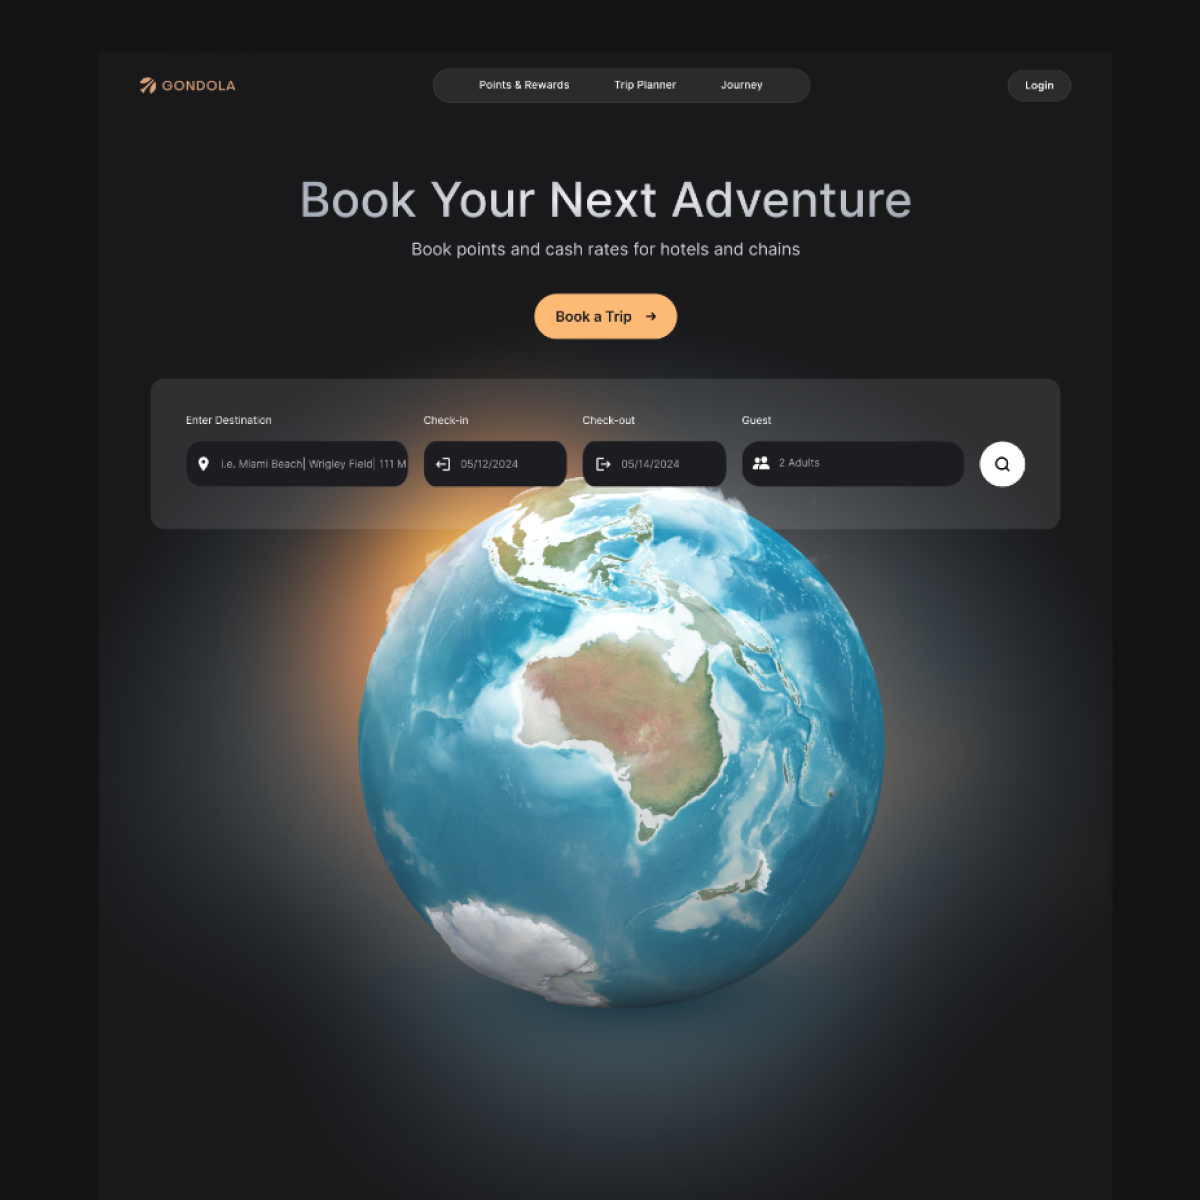 GONDOLA
Points & Rewards Trip Planner Journey
Login
Book Your Next Adventure
Book points and cash rates for hotels and chains
Book a Trip →
Enter Destination Check-in Check-out Guest
i.e. Miami Beach| Wrigley Field| 111 M 05/12/2024 05/14/2024 2 Adults